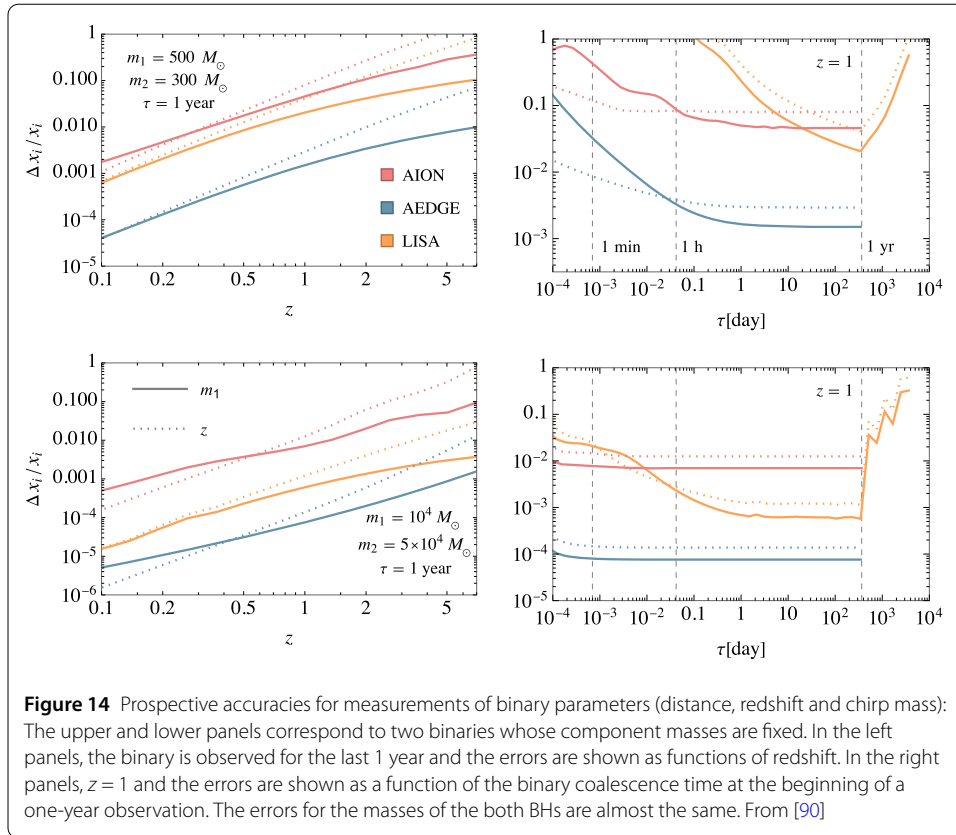 Δ x_i / x_i
1
0.100
0.010
0.001
10⁻⁴
10⁻⁵
m₁ = 500 M⊙
m₂ = 300 M⊙
τ = 1 year
AION
AEDGE
LISA
0.1 0.2 0.5 1 2 5
z
1
0.1
10⁻²
10⁻³
z = 1
1 min
1 h
1 yr
10⁻⁴ 10⁻³ 10⁻² 0.1 1 10 10² 10³ 10⁴
τ[day]
Δ x_i / x_i
1
0.100
0.010
0.001
10⁻⁴
10⁻⁵
10⁻⁶
m₁
z
m₁ = 10⁴ M⊙
m₂ = 5×10⁴ M⊙
τ = 1 year
0.1 0.2 0.5 1 2 5
z
1
0.1
10⁻²
10⁻³
10⁻⁴
10⁻⁵
z = 1
10⁻⁴ 10⁻³ 10⁻² 0.1 1 10 10² 10³ 10⁴
τ[day]
Figure 14 Prospective accuracies for measurements of binary parameters (distance, redshift and chirp mass):
The upper and lower panels correspond to two binaries whose component masses are fixed. In the left
panels, the binary is observed for the last 1 year and the errors are shown as functions of redshift. In the right
panels, z = 1 and the errors are shown as a function of the binary coalescence time at the beginning of a
one-year observation. The errors for the masses of the both BHs are almost the same. From [90]